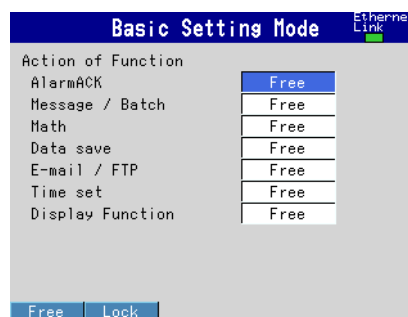 Basic Setting Mode
Etherne
Link
Action of Function
AlarmACK Free
Message / Batch Free
Math Free
Data save Free
E-mail / FTP Free
Time set Free
Display Function Free
Free Lock